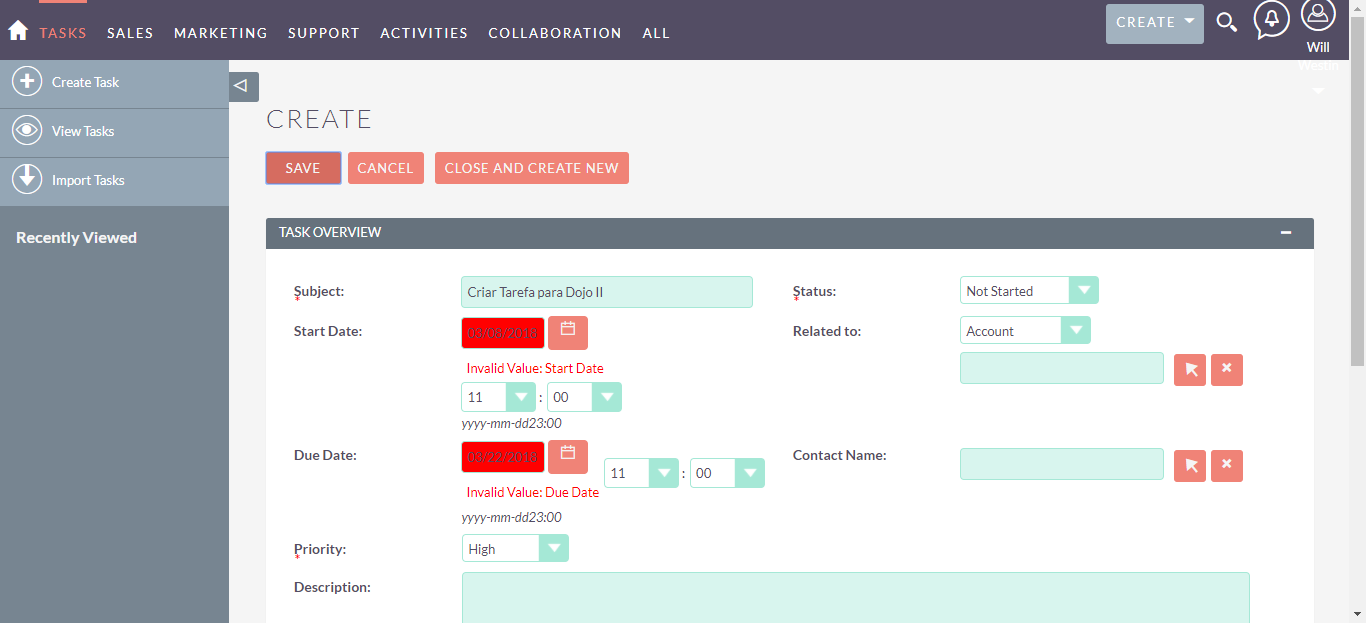 TASKS SALES MARKETING SUPPORT ACTIVITIES COLLABORATION ALL CREATE
Will
Westin
Create Task
View Tasks
Import Tasks
Recently Viewed
CREATE
SAVE CANCEL CLOSE AND CREATE NEW
TASK OVERVIEW
Subject: * Criar Tarefa para Dojo II Status: * Not Started
Start Date: 03/08/2018 Related to: Account
Invalid Value: Start Date
11 : 00
yyyy-mm-dd23:00
Due Date: 03/22/2018 Contact Name:
11 : 00
Invalid Value: Due Date
yyyy-mm-dd23:00
Priority: * High
Description: